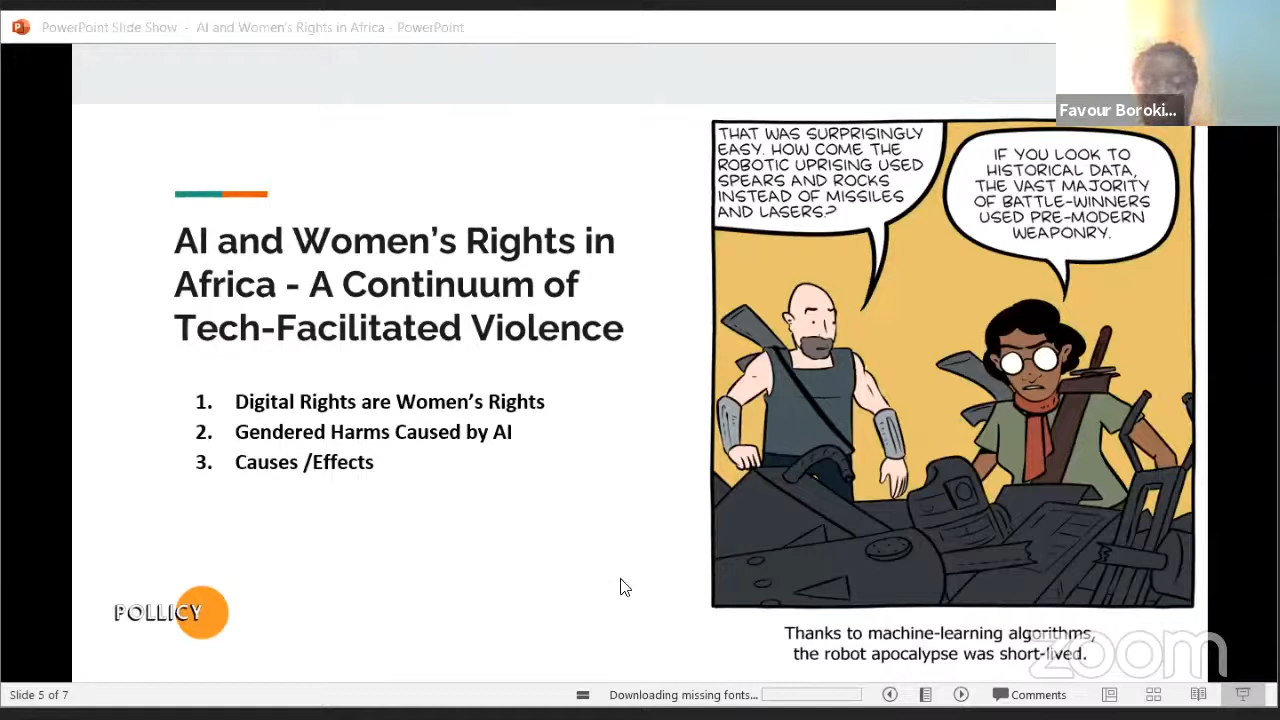 PowerPoint Slide Show - AI and Women's Rights in Africa - PowerPoint
Favour Boroki...
AI and Women's Rights in
Africa - A Continuum of
Tech-Facilitated Violence
1. Digital Rights are Women's Rights
2. Gendered Harms Caused by AI
3. Causes /Effects
POLLICY
THAT WAS SURPRISINGLY
EASY. HOW COME THE
ROBOTIC UPRISING USED
SPEARS AND ROCKS
INSTEAD OF MISSILES
AND LASERS?
IF YOU LOOK TO
HISTORICAL DATA,
THE VAST MAJORITY
OF BATTLE-WINNERS
USED PRE-MODERN
WEAPONRY.
Thanks to machine-learning algorithms,
the robot apocalypse was short-lived.
zoom
Slide 5 of 7
Downloading missing fonts...
Comments